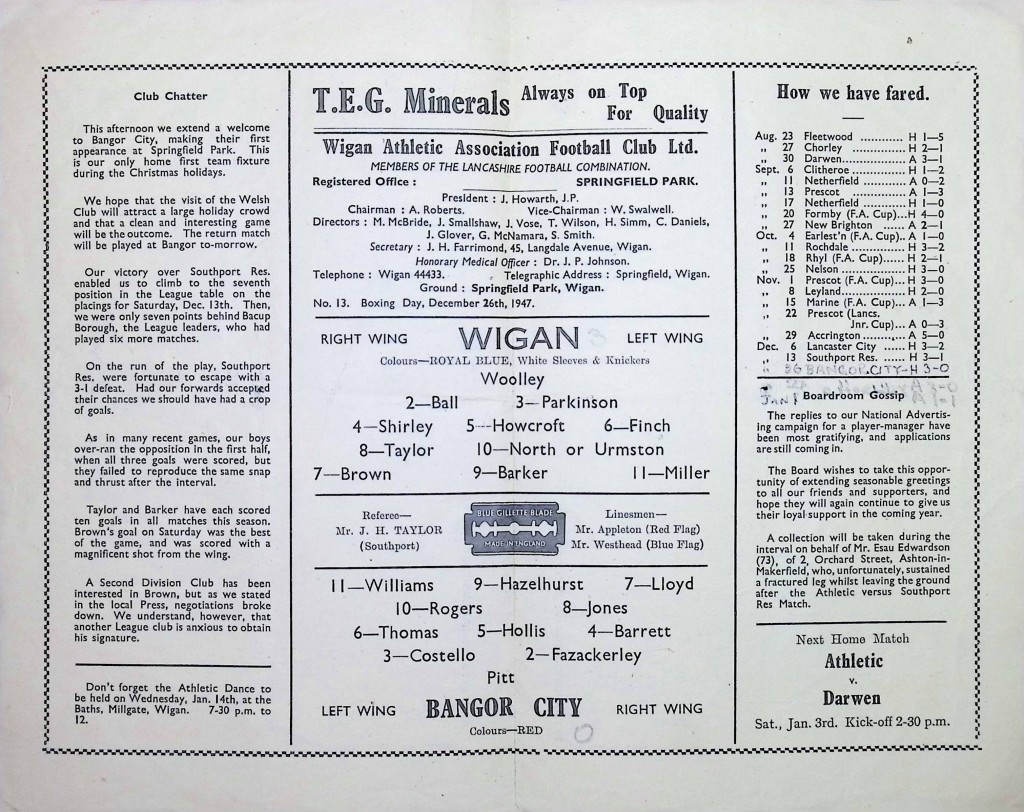 Club Chatter
This afternoon we extend a welcome
to Bangor City, making their first
appearance at Springfield Park. This
is our only home first team fixture
during the Christmas holidays.
We hope that the visit of the Welsh
Club will attract a large holiday crowd
and that a clean and interesting game
will be the outcome. The return match
will be played at Bangor to-morrow.
Our victory over Southport Res.
enabled us to climb to the seventh
position in the League table on the
placings for Saturday, Dec. 13th. Then,
we were only seven points behind Bacup
Borough, the League leaders, who had
played six more matches.
On the run of the play, Southport
Res. were fortunate to escape with a
3-1 defeat. Had our forwards accepted
their chances we should have had a crop
of goals.
As in many recent games, our boys
over-ran the opposition in the first half,
when all three goals were scored, but
they failed to reproduce the same snap
and thrust after the interval.
Taylor and Barker have each scored
ten goals in all matches this season.
Brown's goal on Saturday was the best
of the game, and was scored with a
magnificent shot from the wing.
A Second Division Club has been
interested in Brown, but as we stated
in the local Press, negotiations broke
down. We understand, however, that
another League club is anxious to obtain
his signature.
Don't forget the Athletic Dance to
be held on Wednesday, Jan. 14th, at the
Baths, Millgate, Wigan. 7-30 p.m. to
12.
T.E.G. Minerals Always on Top
For Quality
Wigan Athletic Association Football Club Ltd.
MEMBERS OF THE LANCASHIRE FOOTBALL COMBINATION.
Registered Office : SPRINGFIELD PARK.
President : J. Howarth, J.P.
Chairman : A. Roberts. Vice-Chairman : W. Swalwell.
Directors : M. McBride, J. Smallshaw, J. Vose, T. Wilson, H. Simm, C. Daniels,
J. Glover, G. McNamara, S. Smith.
Secretary : J. H. Farrimond, 45, Langdale Avenue, Wigan.
Honorary Medical Officer : Dr. J. P. Johnson.
Telephone : Wigan 44433. Telegraphic Address : Springfield, Wigan.
Ground : Springfield Park, Wigan.
No. 13. Boxing Day, December 26th, 1947.
RIGHT WING WIGAN 3 LEFT WING
Colours—ROYAL BLUE, White Sleeves & Knickers
Woolley
2—Ball 3—Parkinson
4—Shirley 5—Howcroft 6—Finch
8—Taylor 10—North or Urmston
7—Brown 9—Barker 11—Miller
Referee—
Mr. J. H. TAYLOR
(Southport)
BLUE GILLETTE BLADE
MADE IN ENGLAND
Linesmen—
Mr. Appleton (Red Flag)
Mr. Westhead (Blue Flag)
11—Williams 9—Hazelhurst 7—Lloyd
10—Rogers 8—Jones
6—Thomas 5—Hollis 4—Barrett
3—Costello 2—Fazackerley
Pitt
LEFT WING BANGOR CITY RIGHT WING
Colours—RED 0
How we have fared.
Aug. 23 Fleetwood ........... H 1—5
„ 27 Chorley .............. H 2—1
„ 30 Darwen................ A 3—1
Sept. 6 Clitheroe ............ H 1—2
„ 11 Netherfield .......... A 0—2
„ 13 Prescot .............. A 1—3
„ 17 Netherfield .......... H 1—0
„ 20 Formby (F.A. Cup)...H 4—0
„ 27 New Brighton ...... A 2—1
Oct. 4 Earlest'n (F.A. Cup).. A 1—0
„ 11 Rochdale ............. H 3—2
„ 18 Rhyl (F.A. Cup)...... H 2—1
„ 25 Nelson ................ H 3—0
Nov. 1 Prescot (F.A. Cup)... H 3—0
„ 8 Leyland............... H 2—0
„ 15 Marine (F.A. Cup)... A 1—3
„ 22 Prescot (Lancs.
Jnr. Cup)... A 0—3
„ 29 Accrington........... A 5—0
Dec. 6 Lancaster City ...... H 3—2
„ 13 Southport Res. ...... H 3—1
„ 26 BANGOR.CITY-H 3-0
JAN 1
Boardroom Gossip
The replies to our National Advertis-
ing campaign for a player-manager have
been most gratifying, and applications
are still coming in.
The Board wishes to take this oppor-
tunity of extending seasonable greetings
to all our friends and supporters, and
hope they will again continue to give us
their loyal support in the coming year.
A collection will be taken during the
interval on behalf of Mr. Esau Edwardson
(73), of 2, Orchard Street, Ashton-in-
Makerfield, who, unfortunately, sustained
a fractured leg whilst leaving the ground
after the Athletic versus Southport
Res Match.
Next Home Match
Athletic
v.
Darwen
Sat., Jan. 3rd. Kick-off 2-30 p.m.